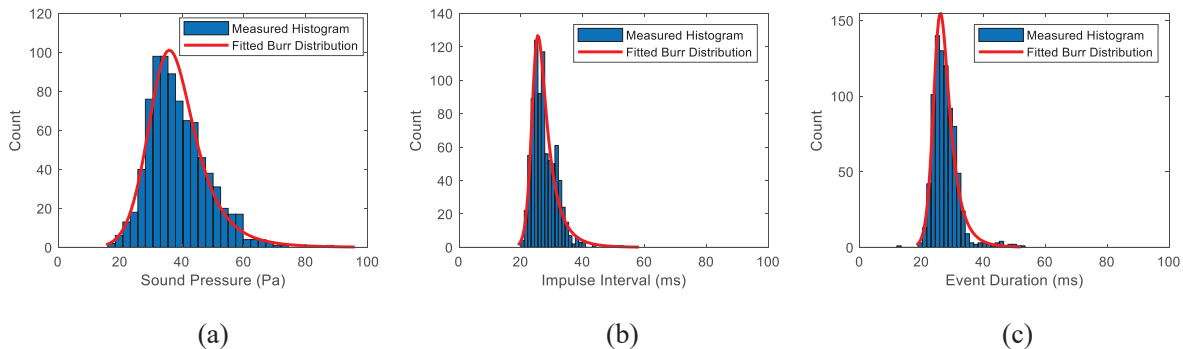 120
100
80
60
40
20
0
Count
0 20 40 60 80 100
Sound Pressure (Pa)
Measured Histogram
Fitted Burr Distribution
(a)
140
120
100
80
60
40
20
0
Count
0 20 40 60 80 100
Impulse Interval (ms)
Measured Histogram
Fitted Burr Distribution
(b)
150
100
50
0
Count
0 20 40 60 80 100
Event Duration (ms)
Measured Histogram
Fitted Burr Distribution
(c)